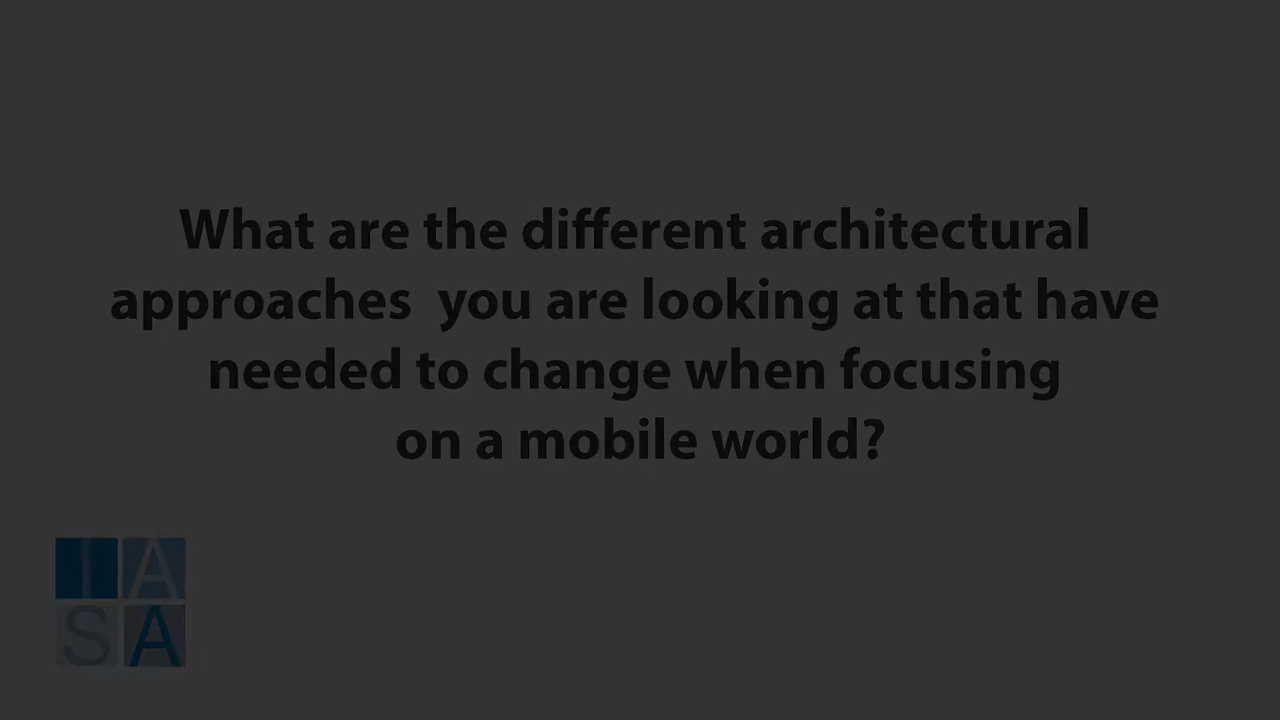 What are the different architectural
approaches  you are looking at that have
needed to change when focusing
on a mobile world?
I A
S A